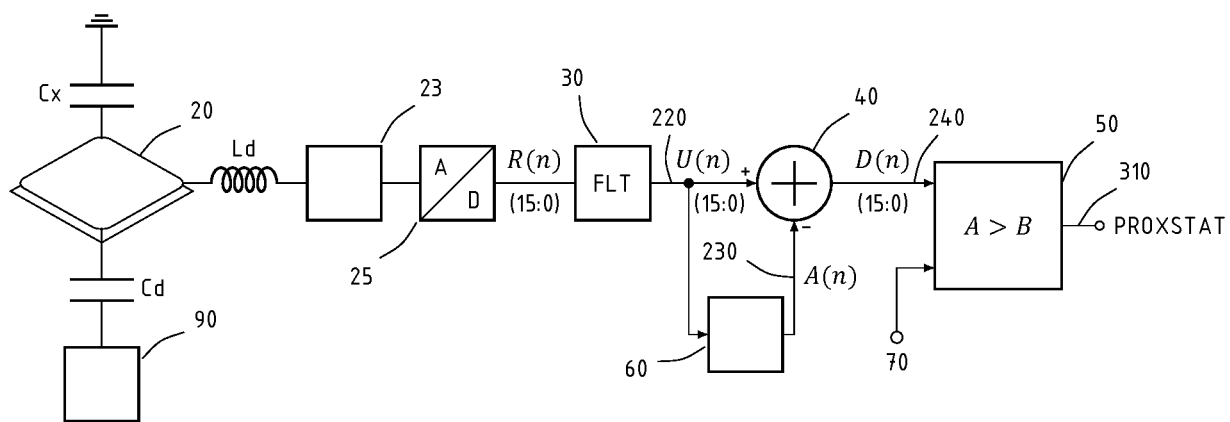 Cx
20
Ld
23
A
D
25
R(n)
(15:0)
30
FLT
220
U(n)
(15:0)
+
40
-
230
A(n)
60
D(n)
(15:0)
240
A > B
50
310
PROXSTAT
70
Cd
90